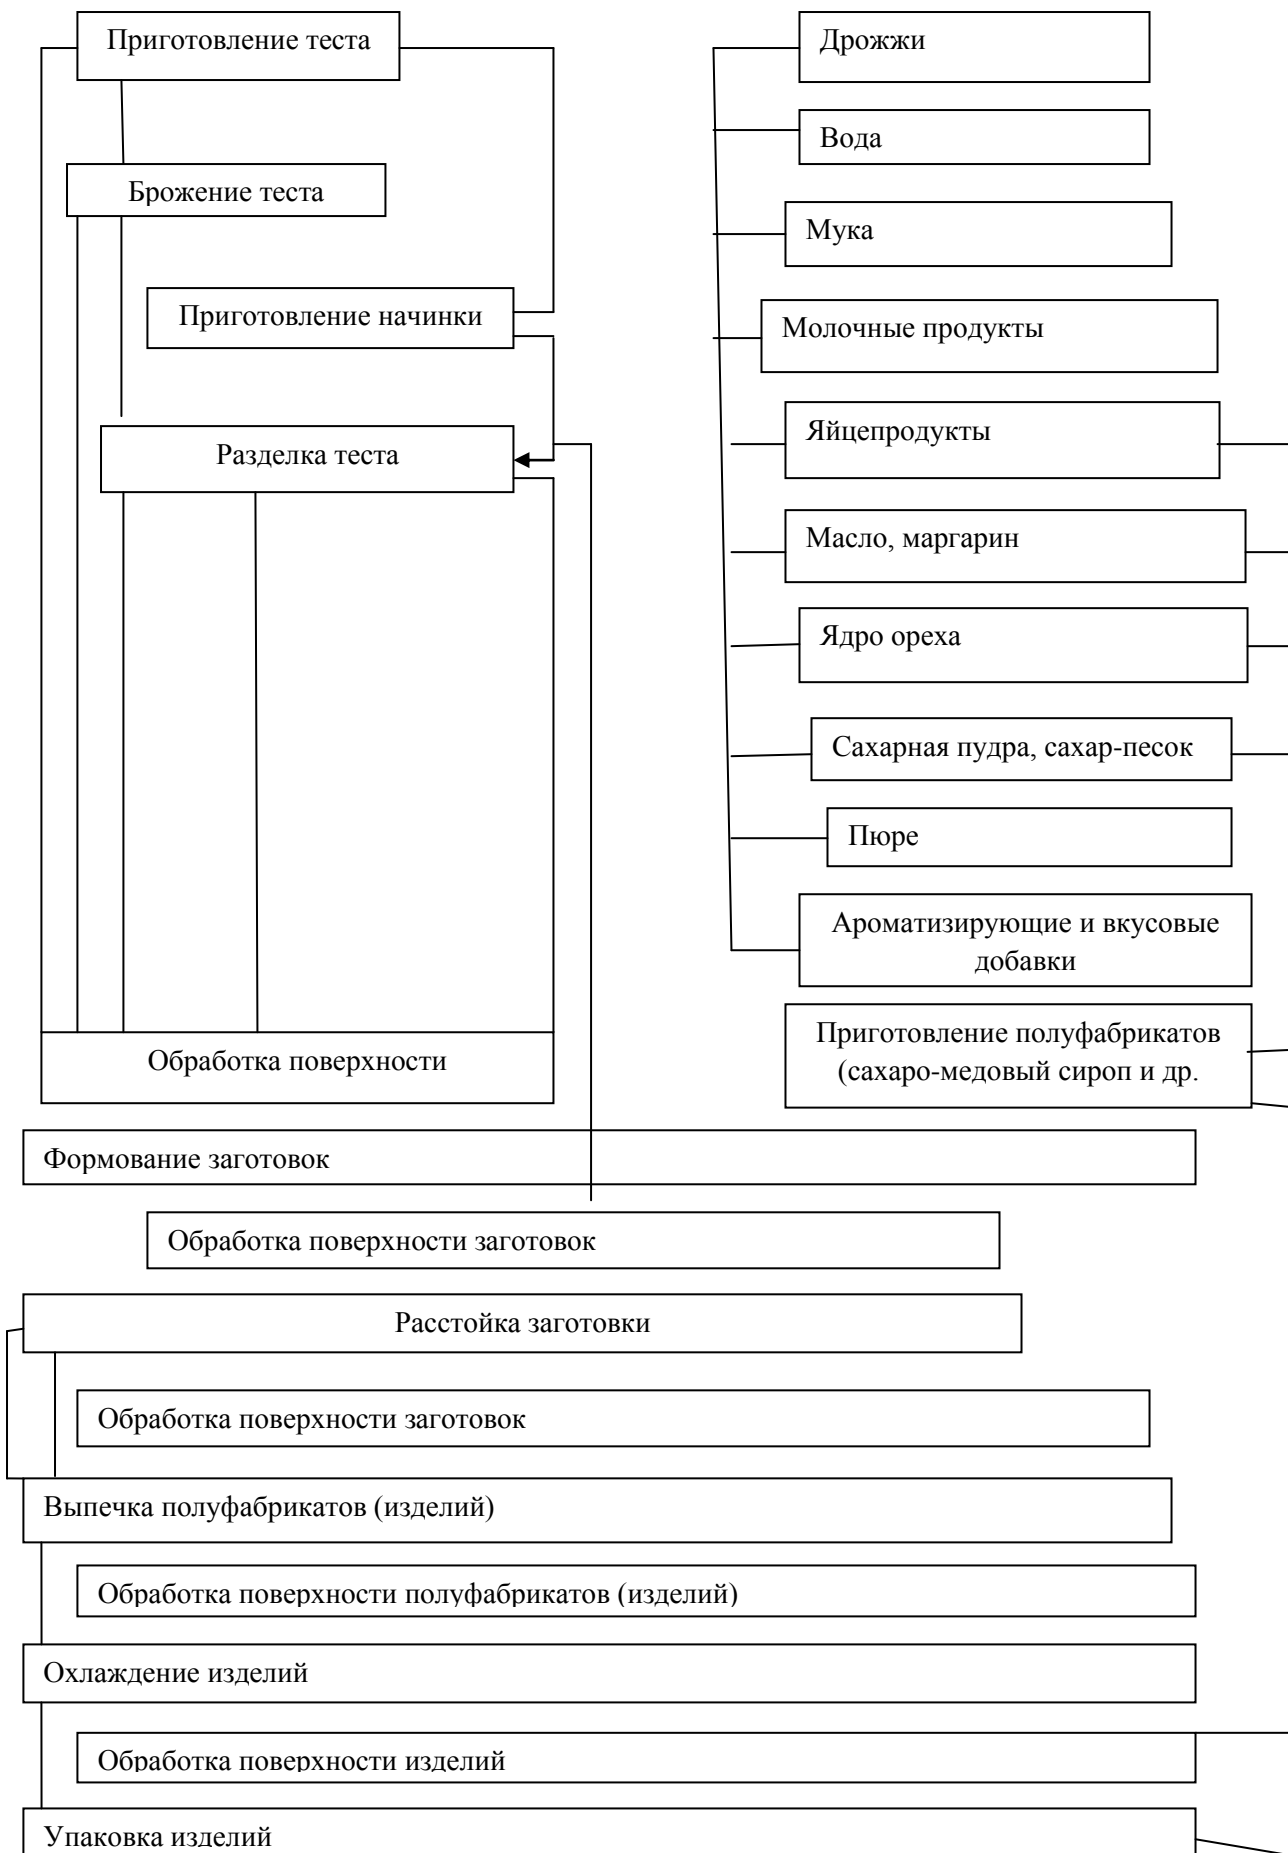 Приготовление теста
Брожение теста
Приготовление начинки
Разделка теста
Обработка поверхности
Дрожжи
Вода
Мука
Молочные продукты
Яйцепродукты
Масло, маргарин
Ядро ореха
Сахарная пудра, сахар-песок
Пюре
Ароматизирующие и вкусовые
добавки
Приготовление полуфабрикатов
(сахаро-медовый сироп и др.
Формование заготовок
Обработка поверхности заготовок
Расстойка заготовки
Обработка поверхности заготовок
Выпечка полуфабрикатов (изделий)
Обработка поверхности полуфабрикатов (изделий)
Охлаждение изделий
Обработка поверхности изделий
Упаковка изделий